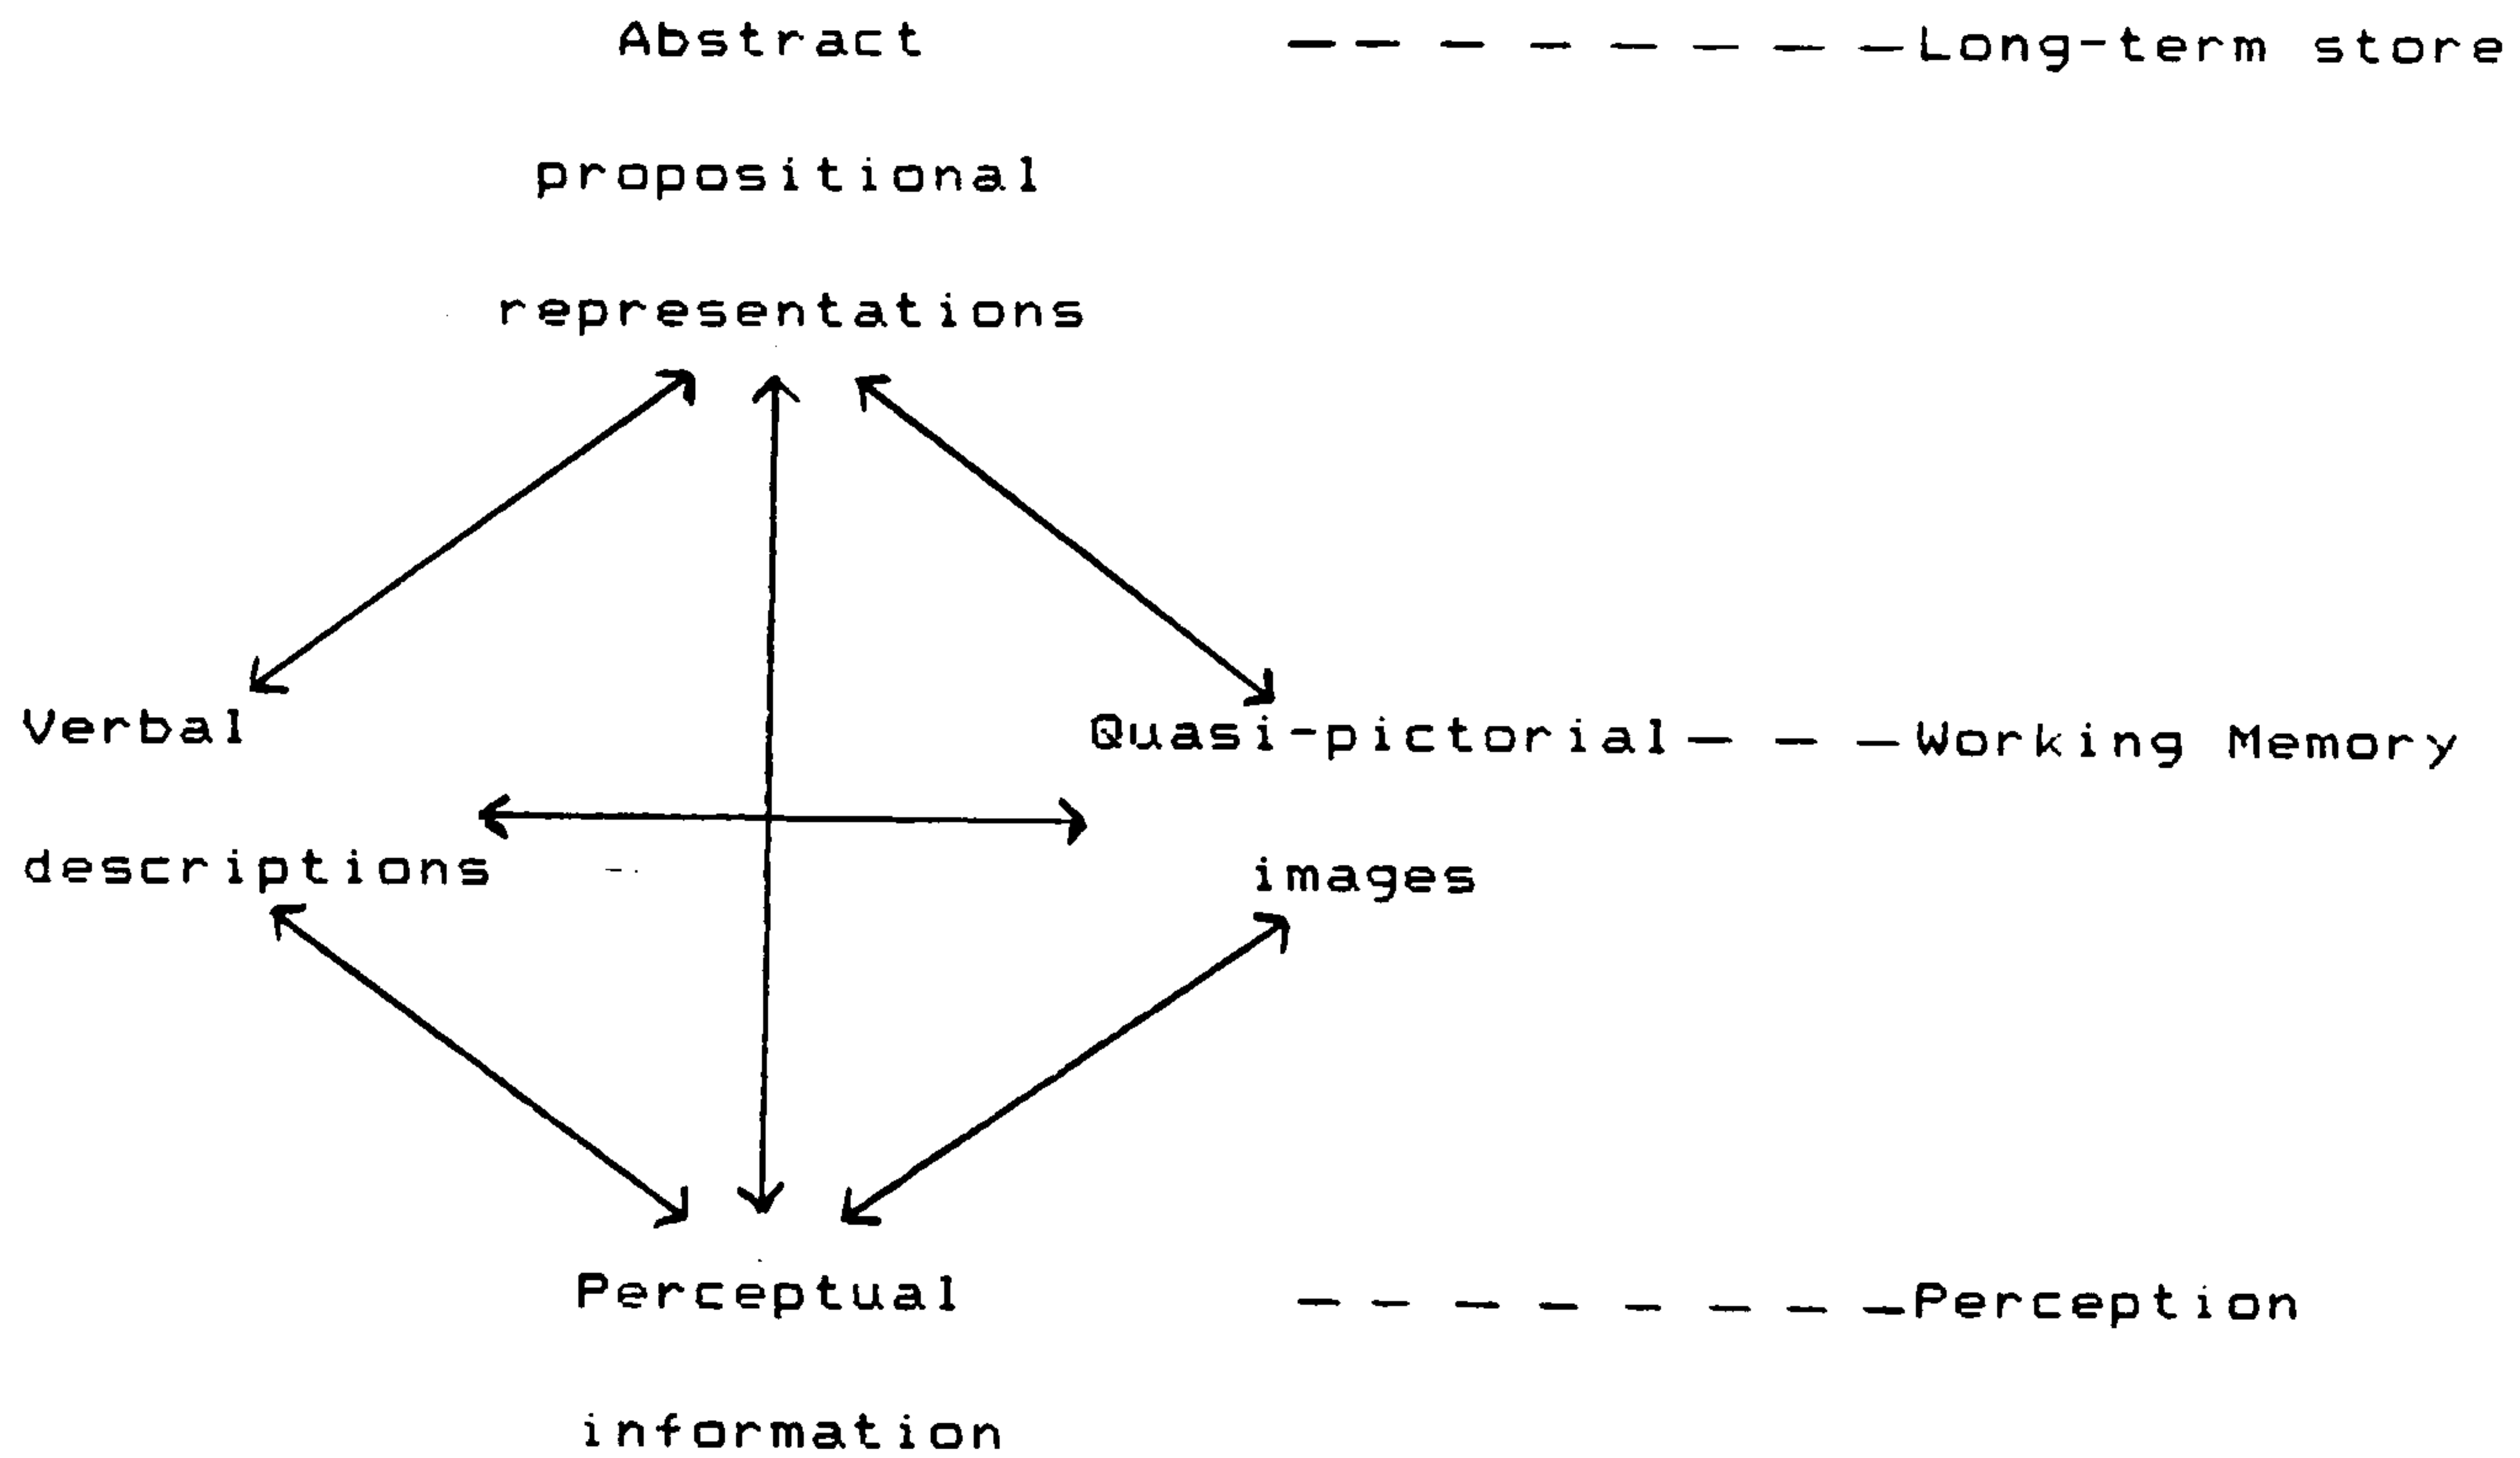 Abstract
Long-term store
propositional
representations
Verbal
Quasi-pictorial
Working Memory
descriptions
images
Perceptual
Perception
information